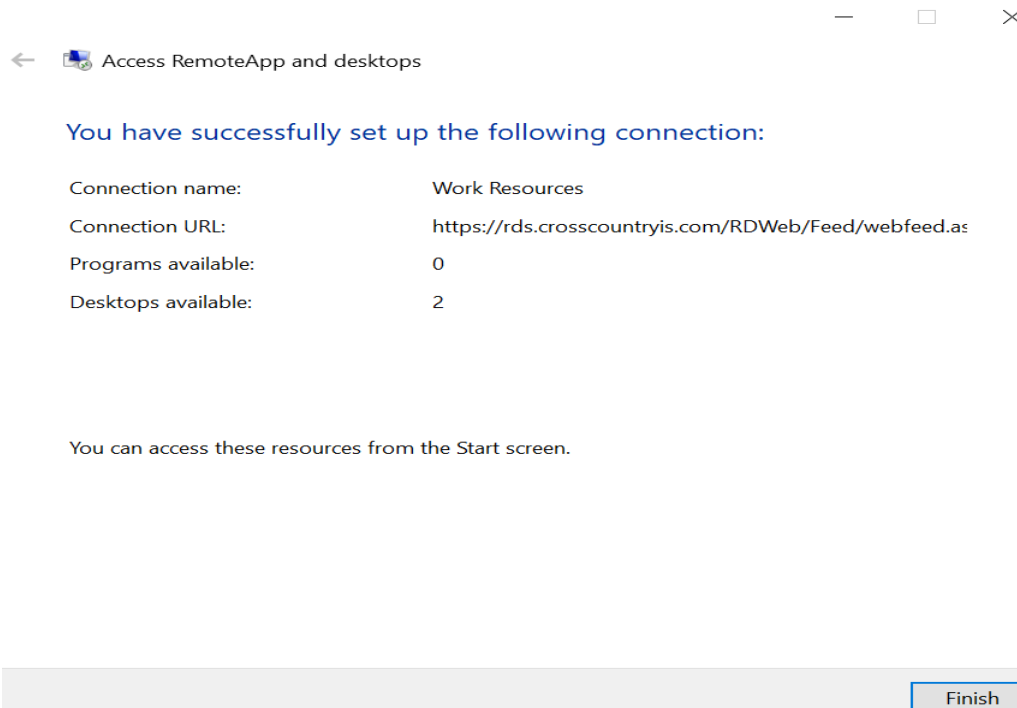 Access RemoteApp and desktops
You have successfully set up the following connection:
Connection name: Work Resources
Connection URL: https://rds.crosscountryis.com/RDWeb/Feed/webfeed.as
Programs available: 0
Desktops available: 2
You can access these resources from the Start screen.
Finish